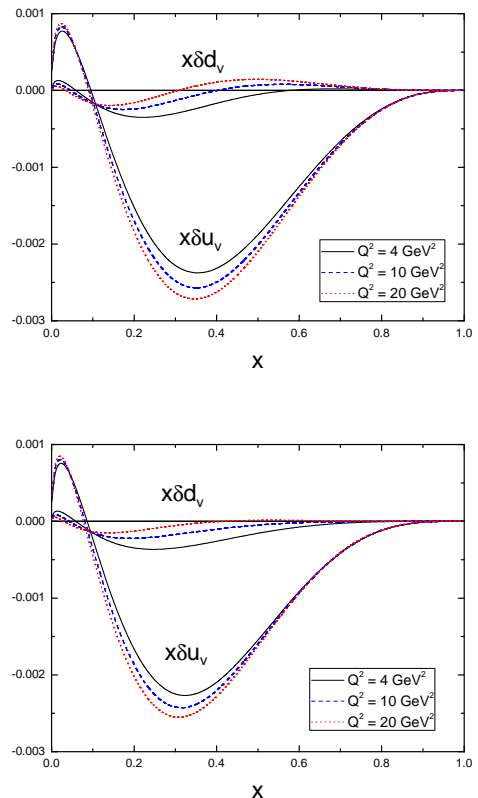 0.001
xδd_v
0.000
-0.001
xδu_v
-0.002
Q² = 4 GeV²
Q² = 10 GeV²
Q² = 20 GeV²
-0.003
0.0 0.2 0.4 0.6 0.8 1.0
x
0.001
xδd_v
0.000
-0.001
xδu_v
-0.002
Q² = 4 GeV²
Q² = 10 GeV²
Q² = 20 GeV²
-0.003
0.0 0.2 0.4 0.6 0.8 1.0
x